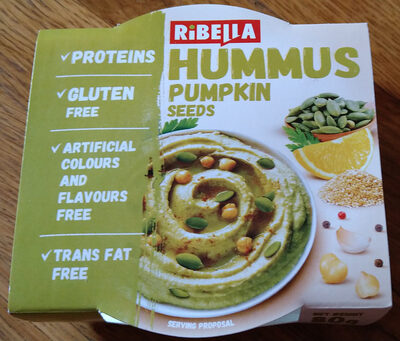 RiBELLA
HUMMUS
PUMPKIN
SEEDS
✓PROTEINS
✓GLUTEN
FREE
✓ARTIFICIAL
COLOURS
AND
FLAVOURS
FREE
✓TRANS FAT
FREE
SERVING PROPOSAL
NET WEIGHT
80g